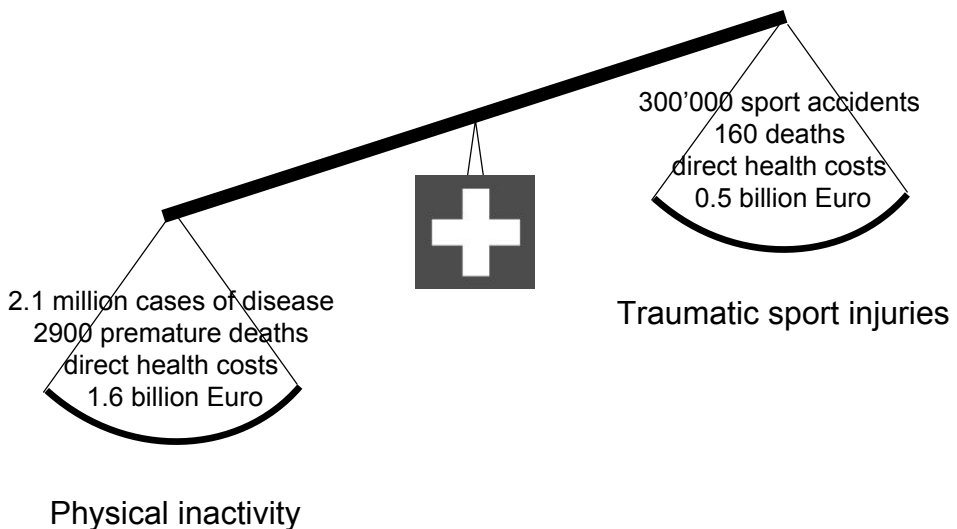 300’000 sport accidents
160 deaths
direct health costs
0.5 billion Euro
Traumatic sport injuries
2.1 million cases of disease
2900 premature deaths
direct health costs
1.6 billion Euro
Physical inactivity